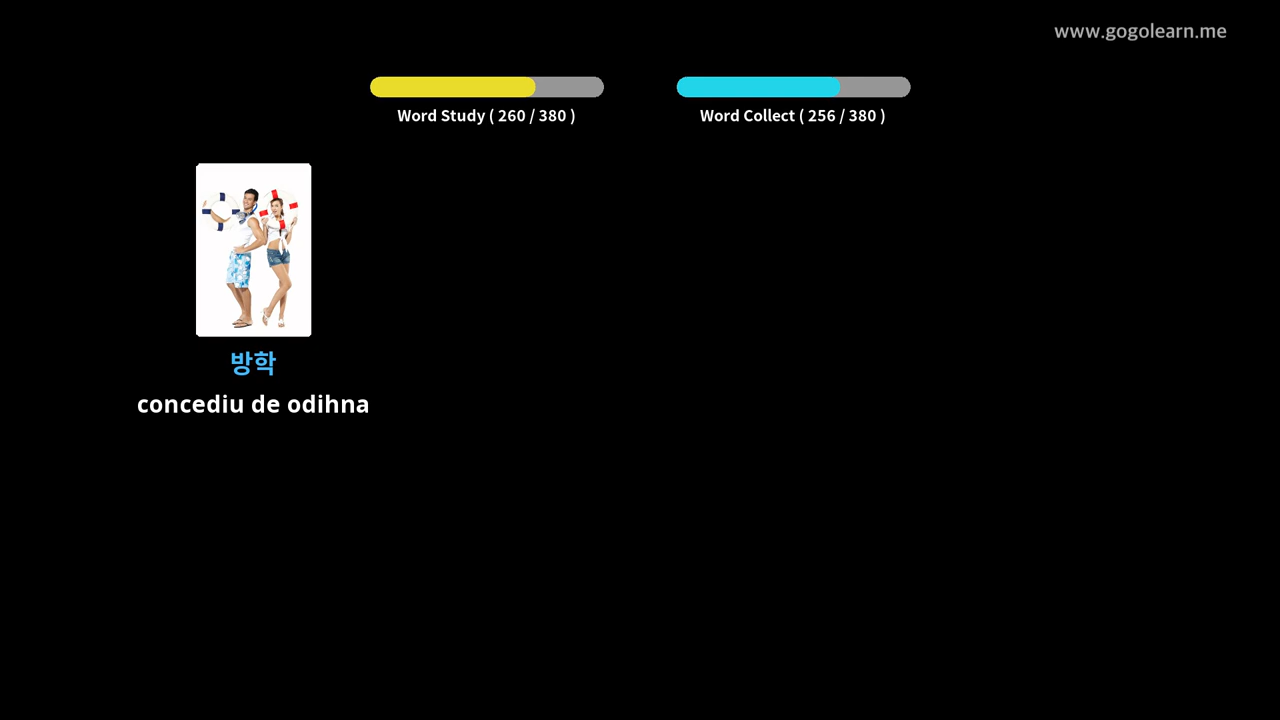 www.gogolearn.me
Word Study ( 260 / 380 )
Word Collect ( 256 / 380 )
방학
concediu de odihna